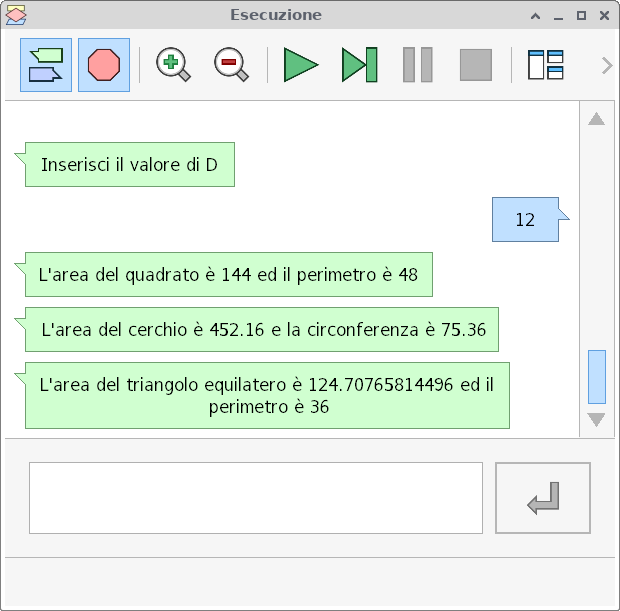 Esecuzione
Inserisci il valore di D
12
L'area del quadrato è 144 ed il perimetro è 48
L'area del cerchio è 452.16 e la circonferenza è 75.36
L'area del triangolo equilatero è 124.70765814496 ed il
perimetro è 36